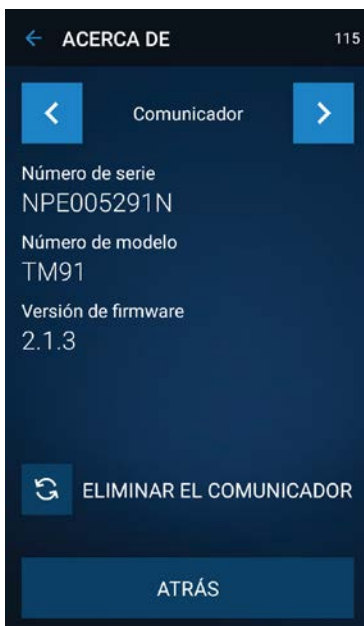 ACERCA DE 115
Comunicador
Número de serie
NPE005291N
Número de modelo
TM91
Versión de firmware
2.1.3
ELIMINAR EL COMUNICADOR
ATRÁS